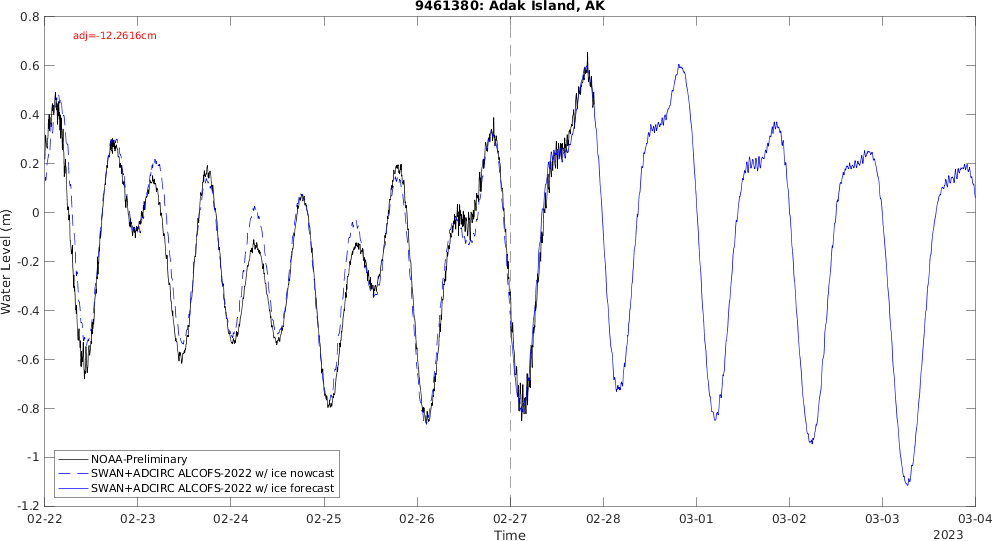 9461380: Adak Island, AK
adj=-12.2616cm
0.8
0.6
0.4
0.2
0
-0.2
-0.4
-0.6
-0.8
-1
-1.2
Water Level (m)
NOAA-Preliminary
SWAN+ADCIRC ALCOFS-2022 w/ ice nowcast
SWAN+ADCIRC ALCOFS-2022 w/ ice forecast
02-22 02-23 02-24 02-25 02-26 02-27 02-28 03-01 03-02 03-03 03-04
Time
2023